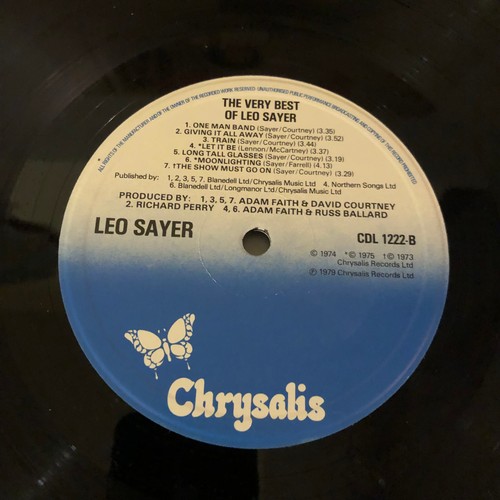 ALL RIGHTS OF THE MANUFACTURER AND OF THE OWNER OF THE RECORDED WORK RESERVED. UNAUTHORISED PUBLIC PERFORMANCE BROADCASTING AND COPYING OF THIS RECORD PROHIBITED
THE VERY BEST
OF LEO SAYER
1. ONE MAN BAND (Sayer/Courtney) (3.35)
2. GIVING IT ALL AWAY (Sayer/Courtney) (3.52)
3. TRAIN (Sayer/Courtney) (3.44)
4. *LET IT BE (Lennon/McCartney) (3.37)
5. LONG TALL GLASSES (Sayer/Courtney) (3.19)
6. *MOONLIGHTING (Sayer/Farrell) (4.13)
7. †THE SHOW MUST GO ON (Sayer/Courtney) (3.29)
Published by: 1, 2, 3, 5, 7. Blanedell Ltd/Chrysalis Music Ltd 4. Northern Songs Ltd
6. Blanedell Ltd/Longmanor Ltd/Chrysalis Music Ltd
PRODUCED BY: 1, 3, 5, 7. ADAM FAITH & DAVID COURTNEY
2. RICHARD PERRY 4, 6. ADAM FAITH & RUSS BALLARD
LEO SAYER
CDL 1222-B
© 1974 *© 1975 †© 1973
Chrysalis Records Ltd
℗ 1979 Chrysalis Records Ltd
Chrysalis